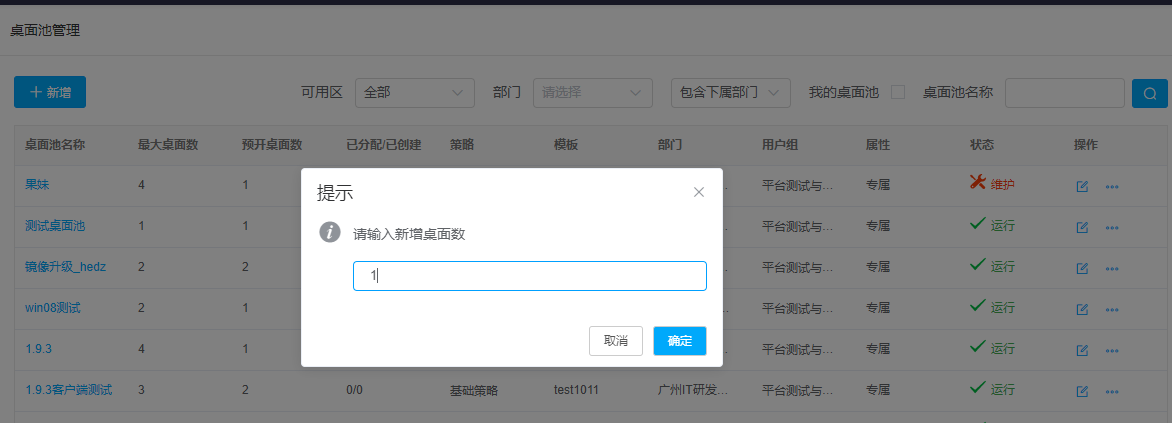 桌面池管理
新增 可用区 全部 部门 请选择 包含下属部门 我的桌面池 桌面池名称
桌面池名称 最大桌面数 预开桌面数 已分配/已创建 策略 模板 部门 用户组 属性 状态 操作
提示
请输入新增桌面数
1
取消 确定
果妹 4 1 平台测试与... 专属 维护
测试桌面池 1 1 平台测试与... 专属 运行
镜像升级_hedz 2 2 平台测试与... 专属 运行
win08测试 2 1 平台测试与... 专属 运行
1.9.3 4 1 平台测试与... 专属 运行
1.9.3客户端测试 3 2 0/0 基础策略 test1011 广州IT研发... 平台测试与... 专属 运行